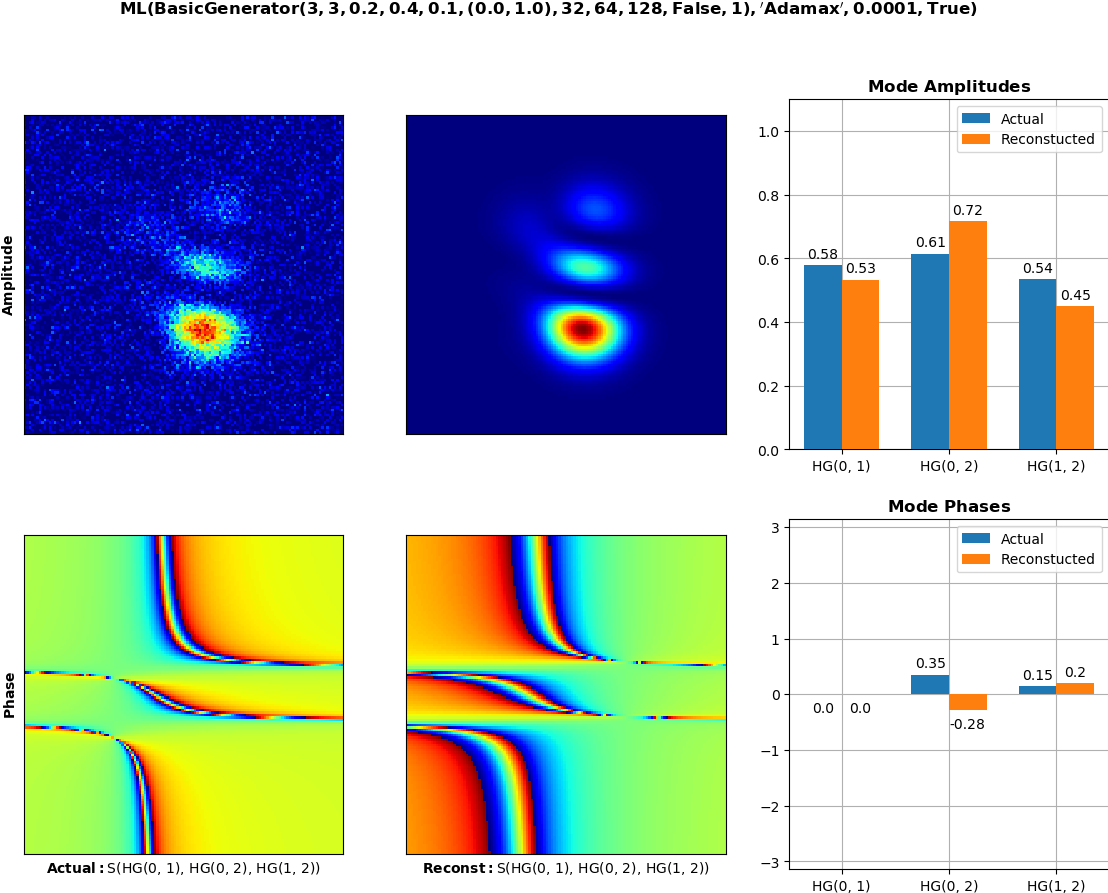 ML(BasicGenerator(3, 3, 0.2, 0.4, 0.1, (0.0, 1.0), 32, 64, 128, False, 1), ′Adamax′, 0.0001, True)
Amplitude
Mode Amplitudes
Actual
Reconstucted
1.0
0.8
0.6
0.4
0.2
0.0
0.58
0.53
0.61
0.72
0.54
0.45
HG(0, 1)
HG(0, 2)
HG(1, 2)
Phase
Actual: S(HG(0, 1), HG(0, 2), HG(1, 2))
Reconst: S(HG(0, 1), HG(0, 2), HG(1, 2))
Mode Phases
Actual
Reconstucted
3
2
1
0
−1
−2
−3
0.0
0.0
0.35
-0.28
0.15
0.2
HG(0, 1)
HG(0, 2)
HG(1, 2)